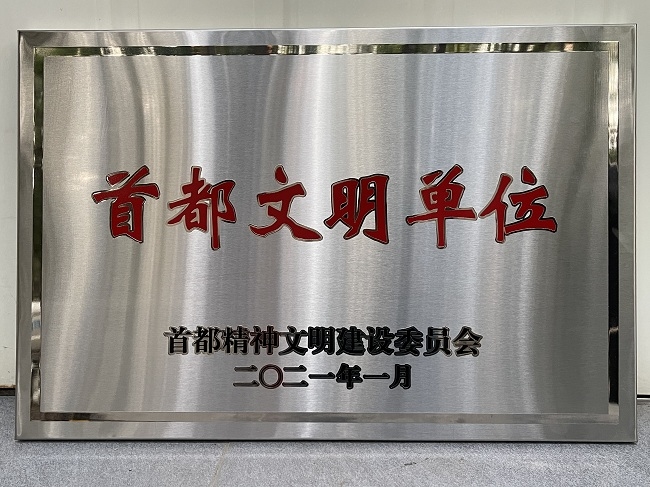 首都文明单位
首都精神文明建设委员会
二〇二一年一月